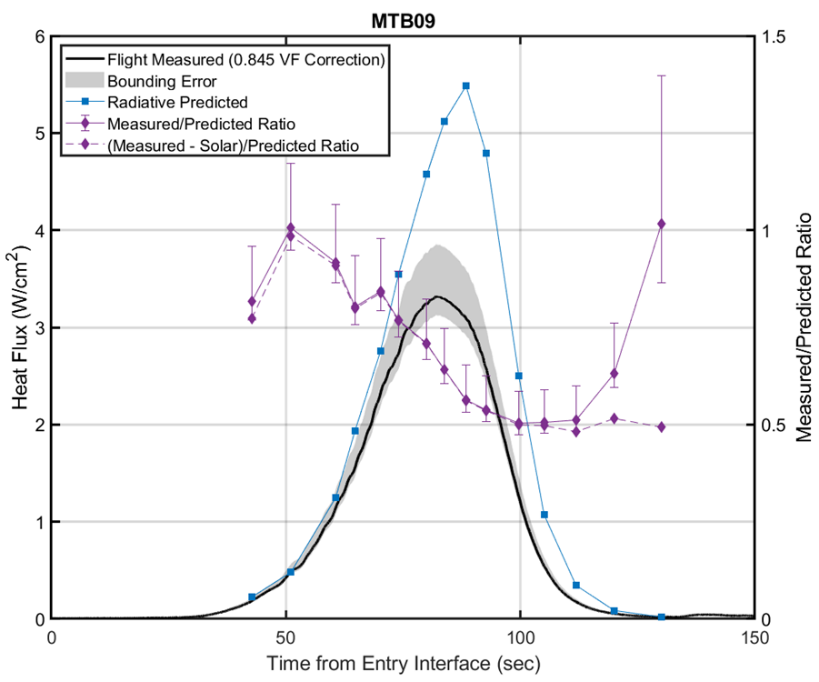 MTB09
Flight Measured (0.845 VF Correction)
Bounding Error
Radiative Predicted
Measured/Predicted Ratio
(Measured - Solar)/Predicted Ratio
6
5
4
3
2
1
0
Heat Flux (W/cm²)
1.5
1
0.5
0
Measured/Predicted Ratio
0
50
100
150
Time from Entry Interface (sec)